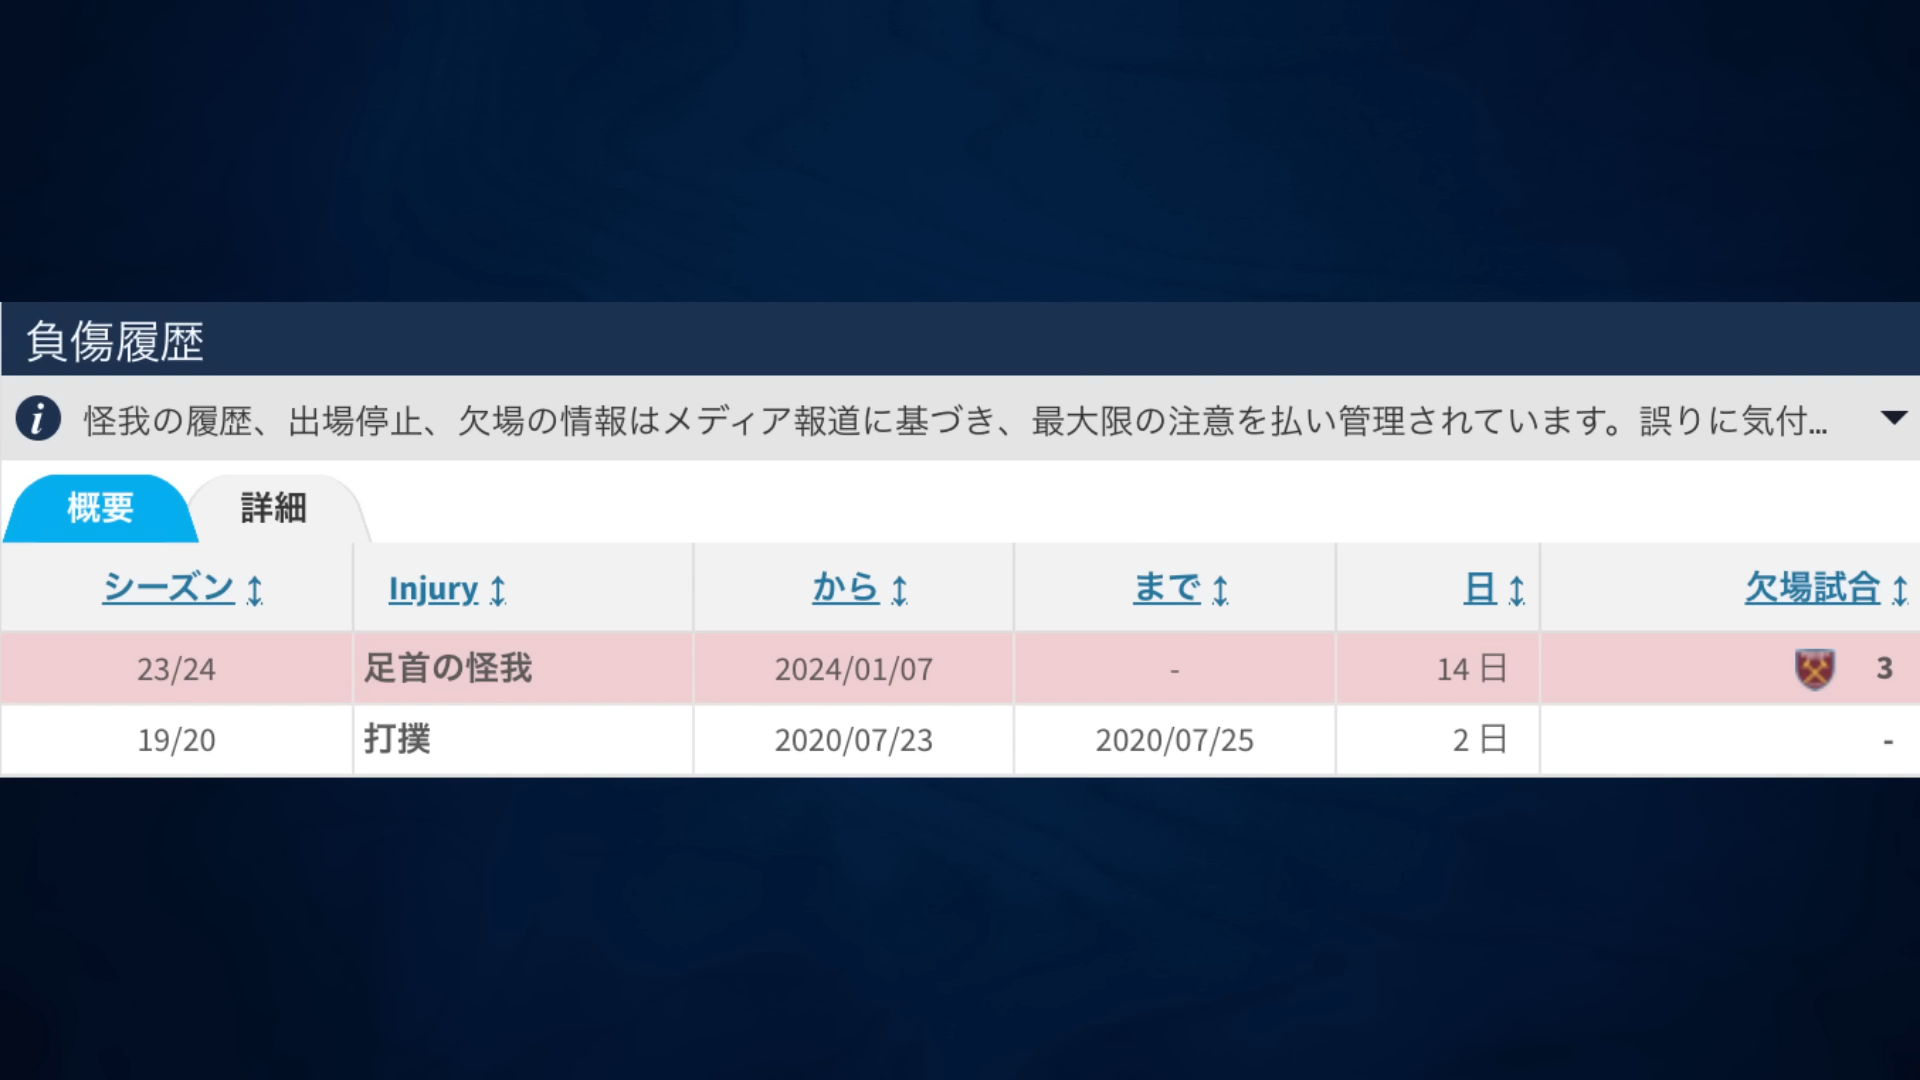 負傷履歴
i 怪我の履歴、出場停止、欠場の情報はメディア報道に基づき、最大限の注意を払い管理されています。誤りに気付...
概要 詳細
シーズン Injury から まで 日 欠場試合
23/24 足首の怪我 2024/01/07 - 14 日 3
19/20 打撲 2020/07/23 2020/07/25 2 日 -